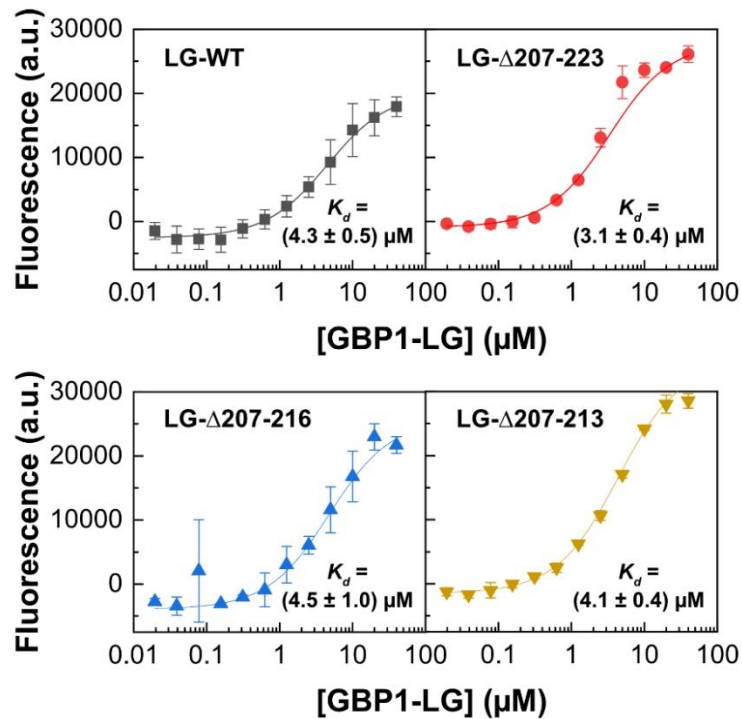 LG-WT
LG-Δ207-223
Fluorescence (a.u.)
30000
20000
10000
0
K_d =
(4.3 ± 0.5) µM
K_d =
(3.1 ± 0.4) µM
0.01 0.1 1 10 100
0.1 1 10 100
[GBP1-LG] (µM)
LG-Δ207-216
LG-Δ207-213
Fluorescence (a.u.)
30000
20000
10000
0
K_d =
(4.5 ± 1.0) µM
K_d =
(4.1 ± 0.4) µM
0.01 0.1 1 10 100
0.1 1 10 100
[GBP1-LG] (µM)